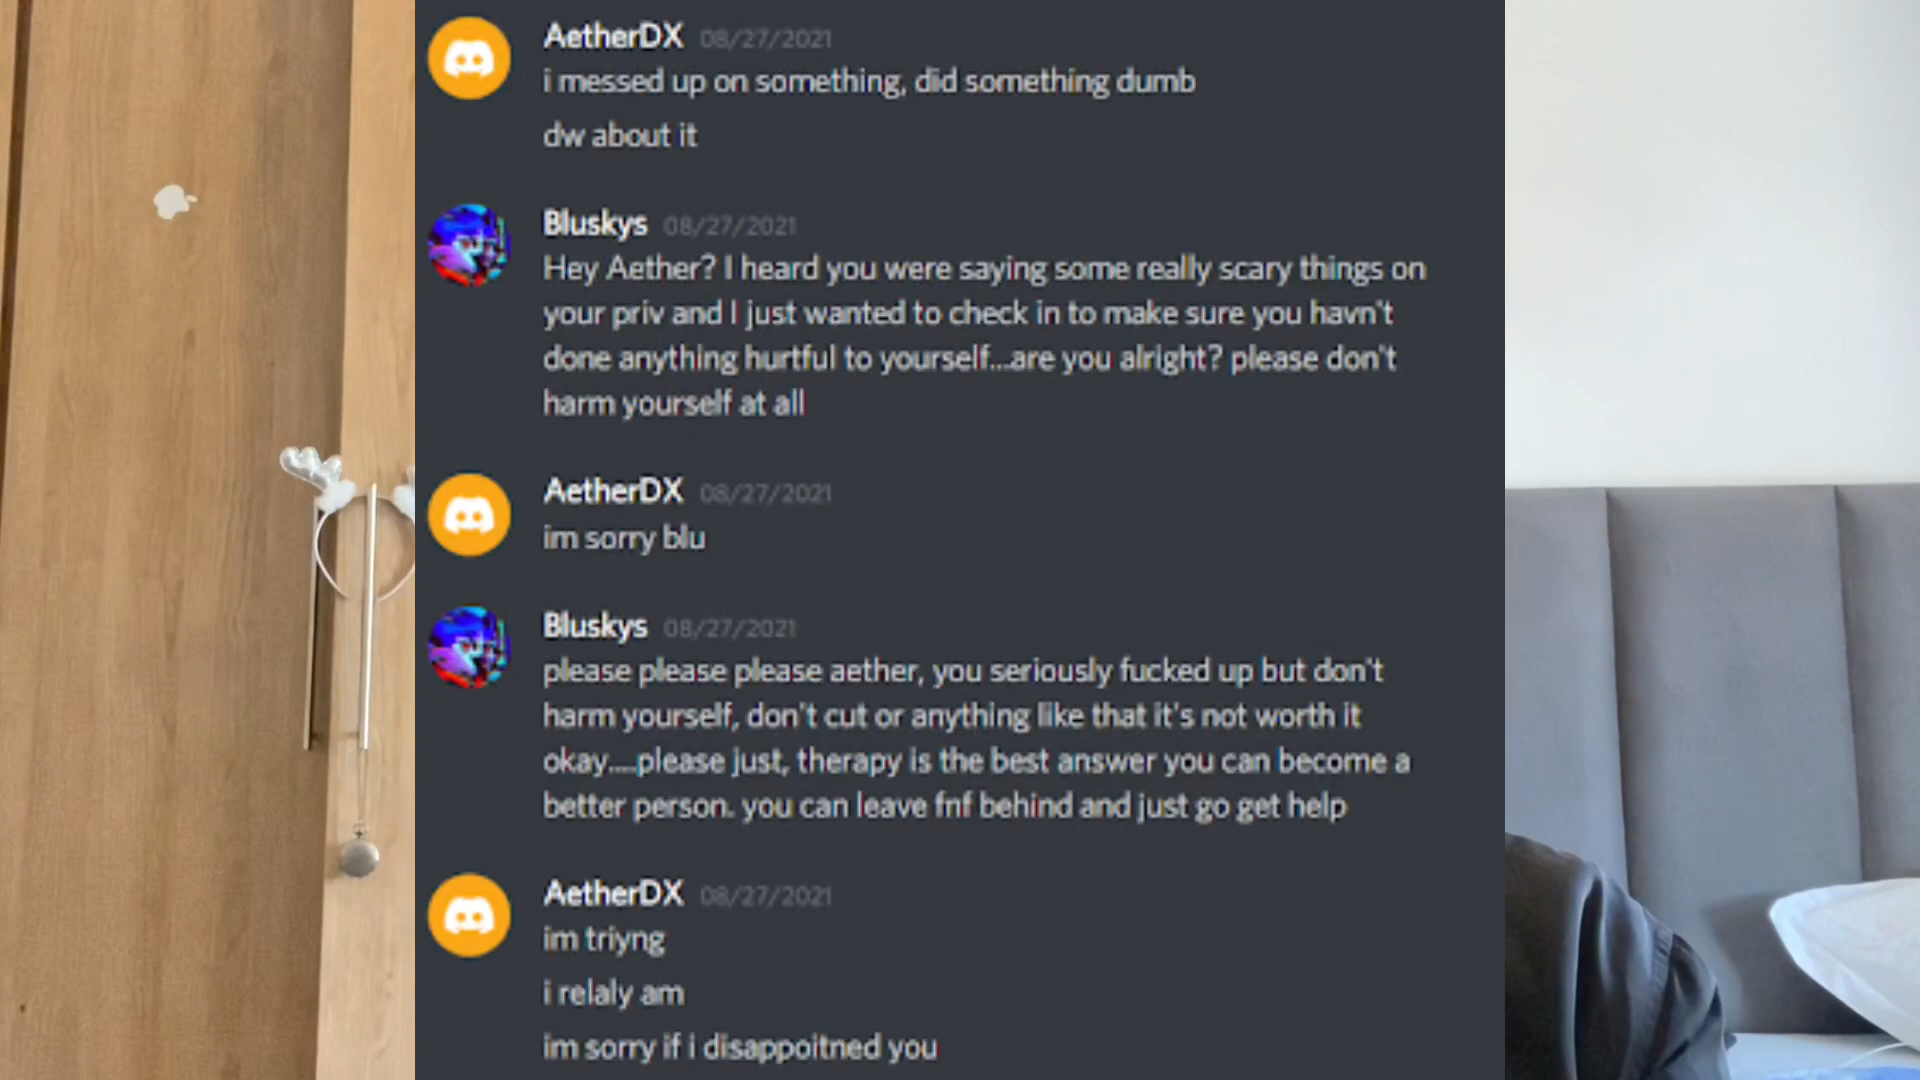 AetherDX 08/27/2021
i messed up on something, did something dumb
dw about it
Bluskys 08/27/2021
Hey Aether? I heard you were saying some really scary things on
your priv and I just wanted to check in to make sure you havn't
done anything hurtful to yourself...are you alright? please don't
harm yourself at all
AetherDX 08/27/2021
im sorry blu
Bluskys 08/27/2021
please please please aether, you seriously fucked up but don't
harm yourself, don't cut or anything like that it's not worth it
okay....please just, therapy is the best answer you can become a
better person. you can leave fnf behind and just go get help
AetherDX 08/27/2021
im triyng
i relaly am
im sorry if i disappoitned you